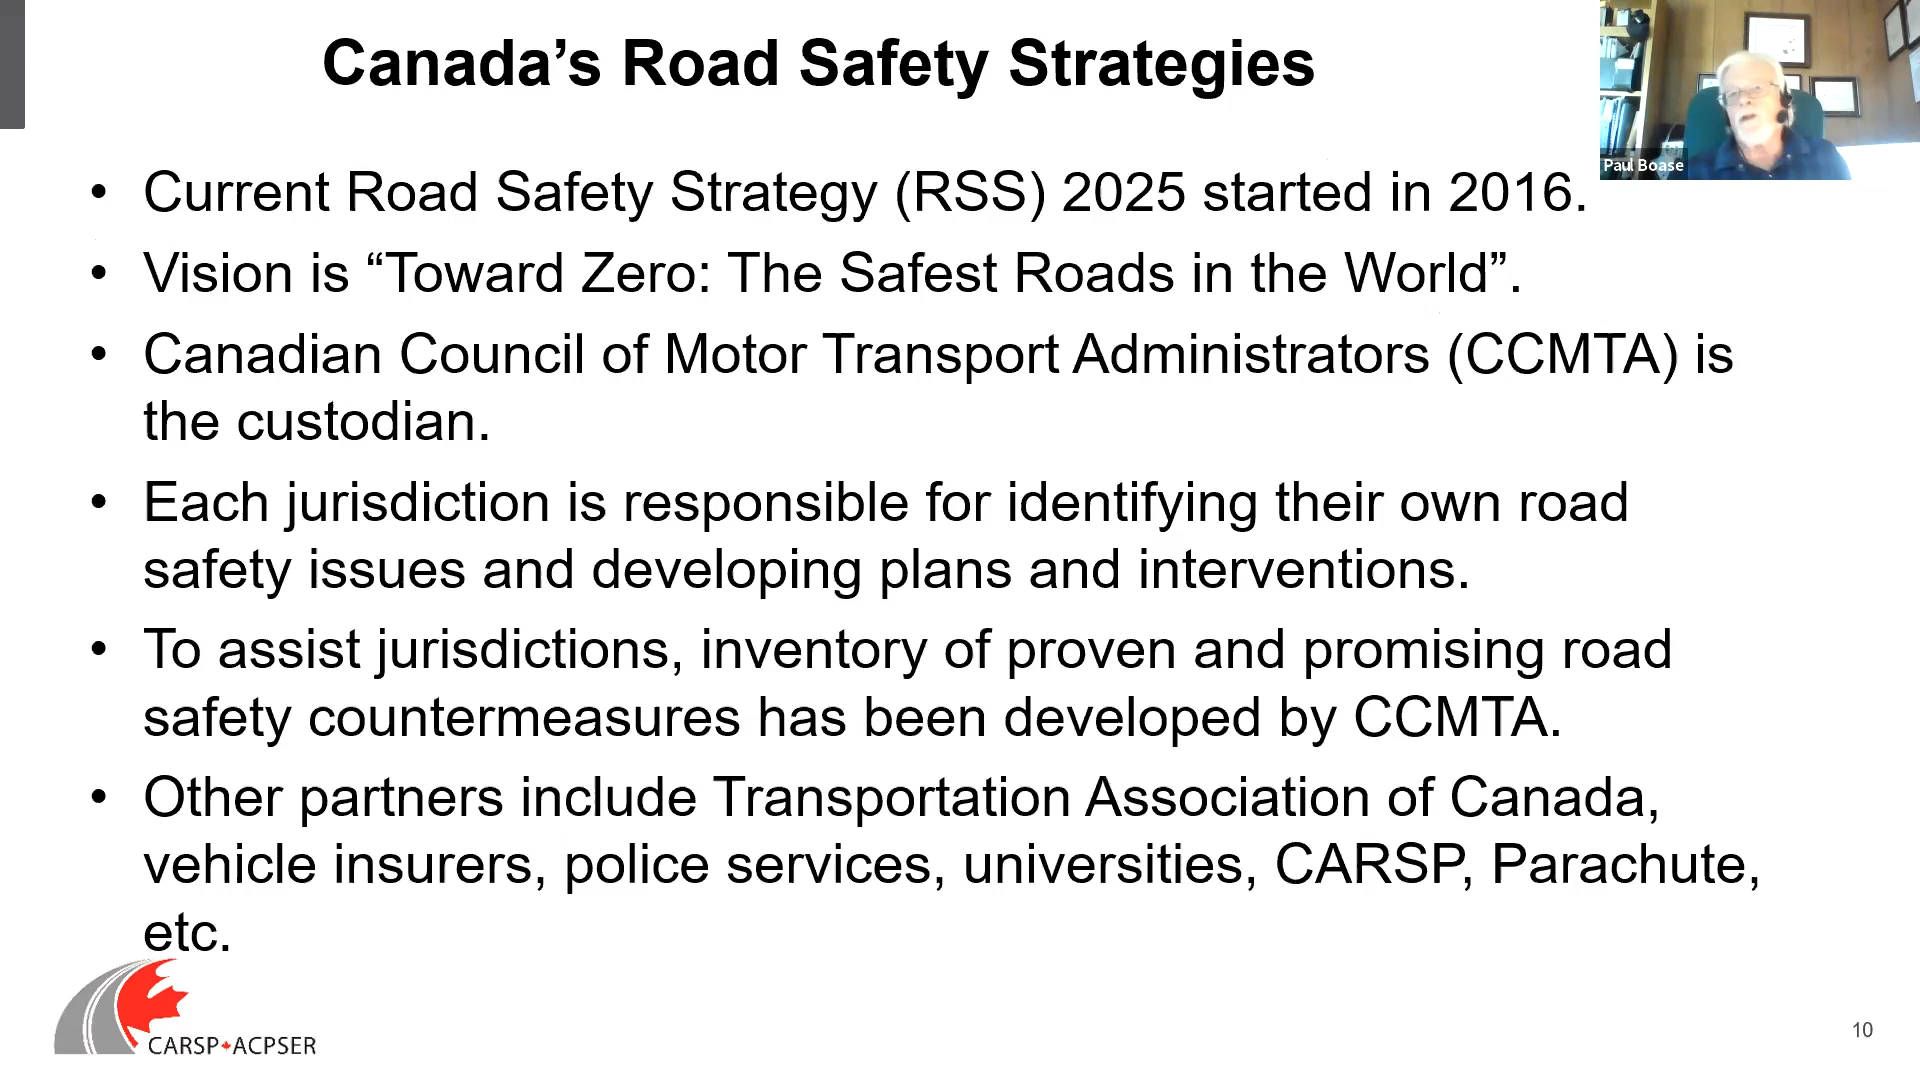 Canada’s Road Safety Strategies
Paul Boase
• Current Road Safety Strategy (RSS) 2025 started in 2016.
• Vision is “Toward Zero: The Safest Roads in the World”.
• Canadian Council of Motor Transport Administrators (CCMTA) is
the custodian.
• Each jurisdiction is responsible for identifying their own road
safety issues and developing plans and interventions.
• To assist jurisdictions, inventory of proven and promising road
safety countermeasures has been developed by CCMTA.
• Other partners include Transportation Association of Canada,
vehicle insurers, police services, universities, CARSP, Parachute,
etc.
CARSP ACPSER
10